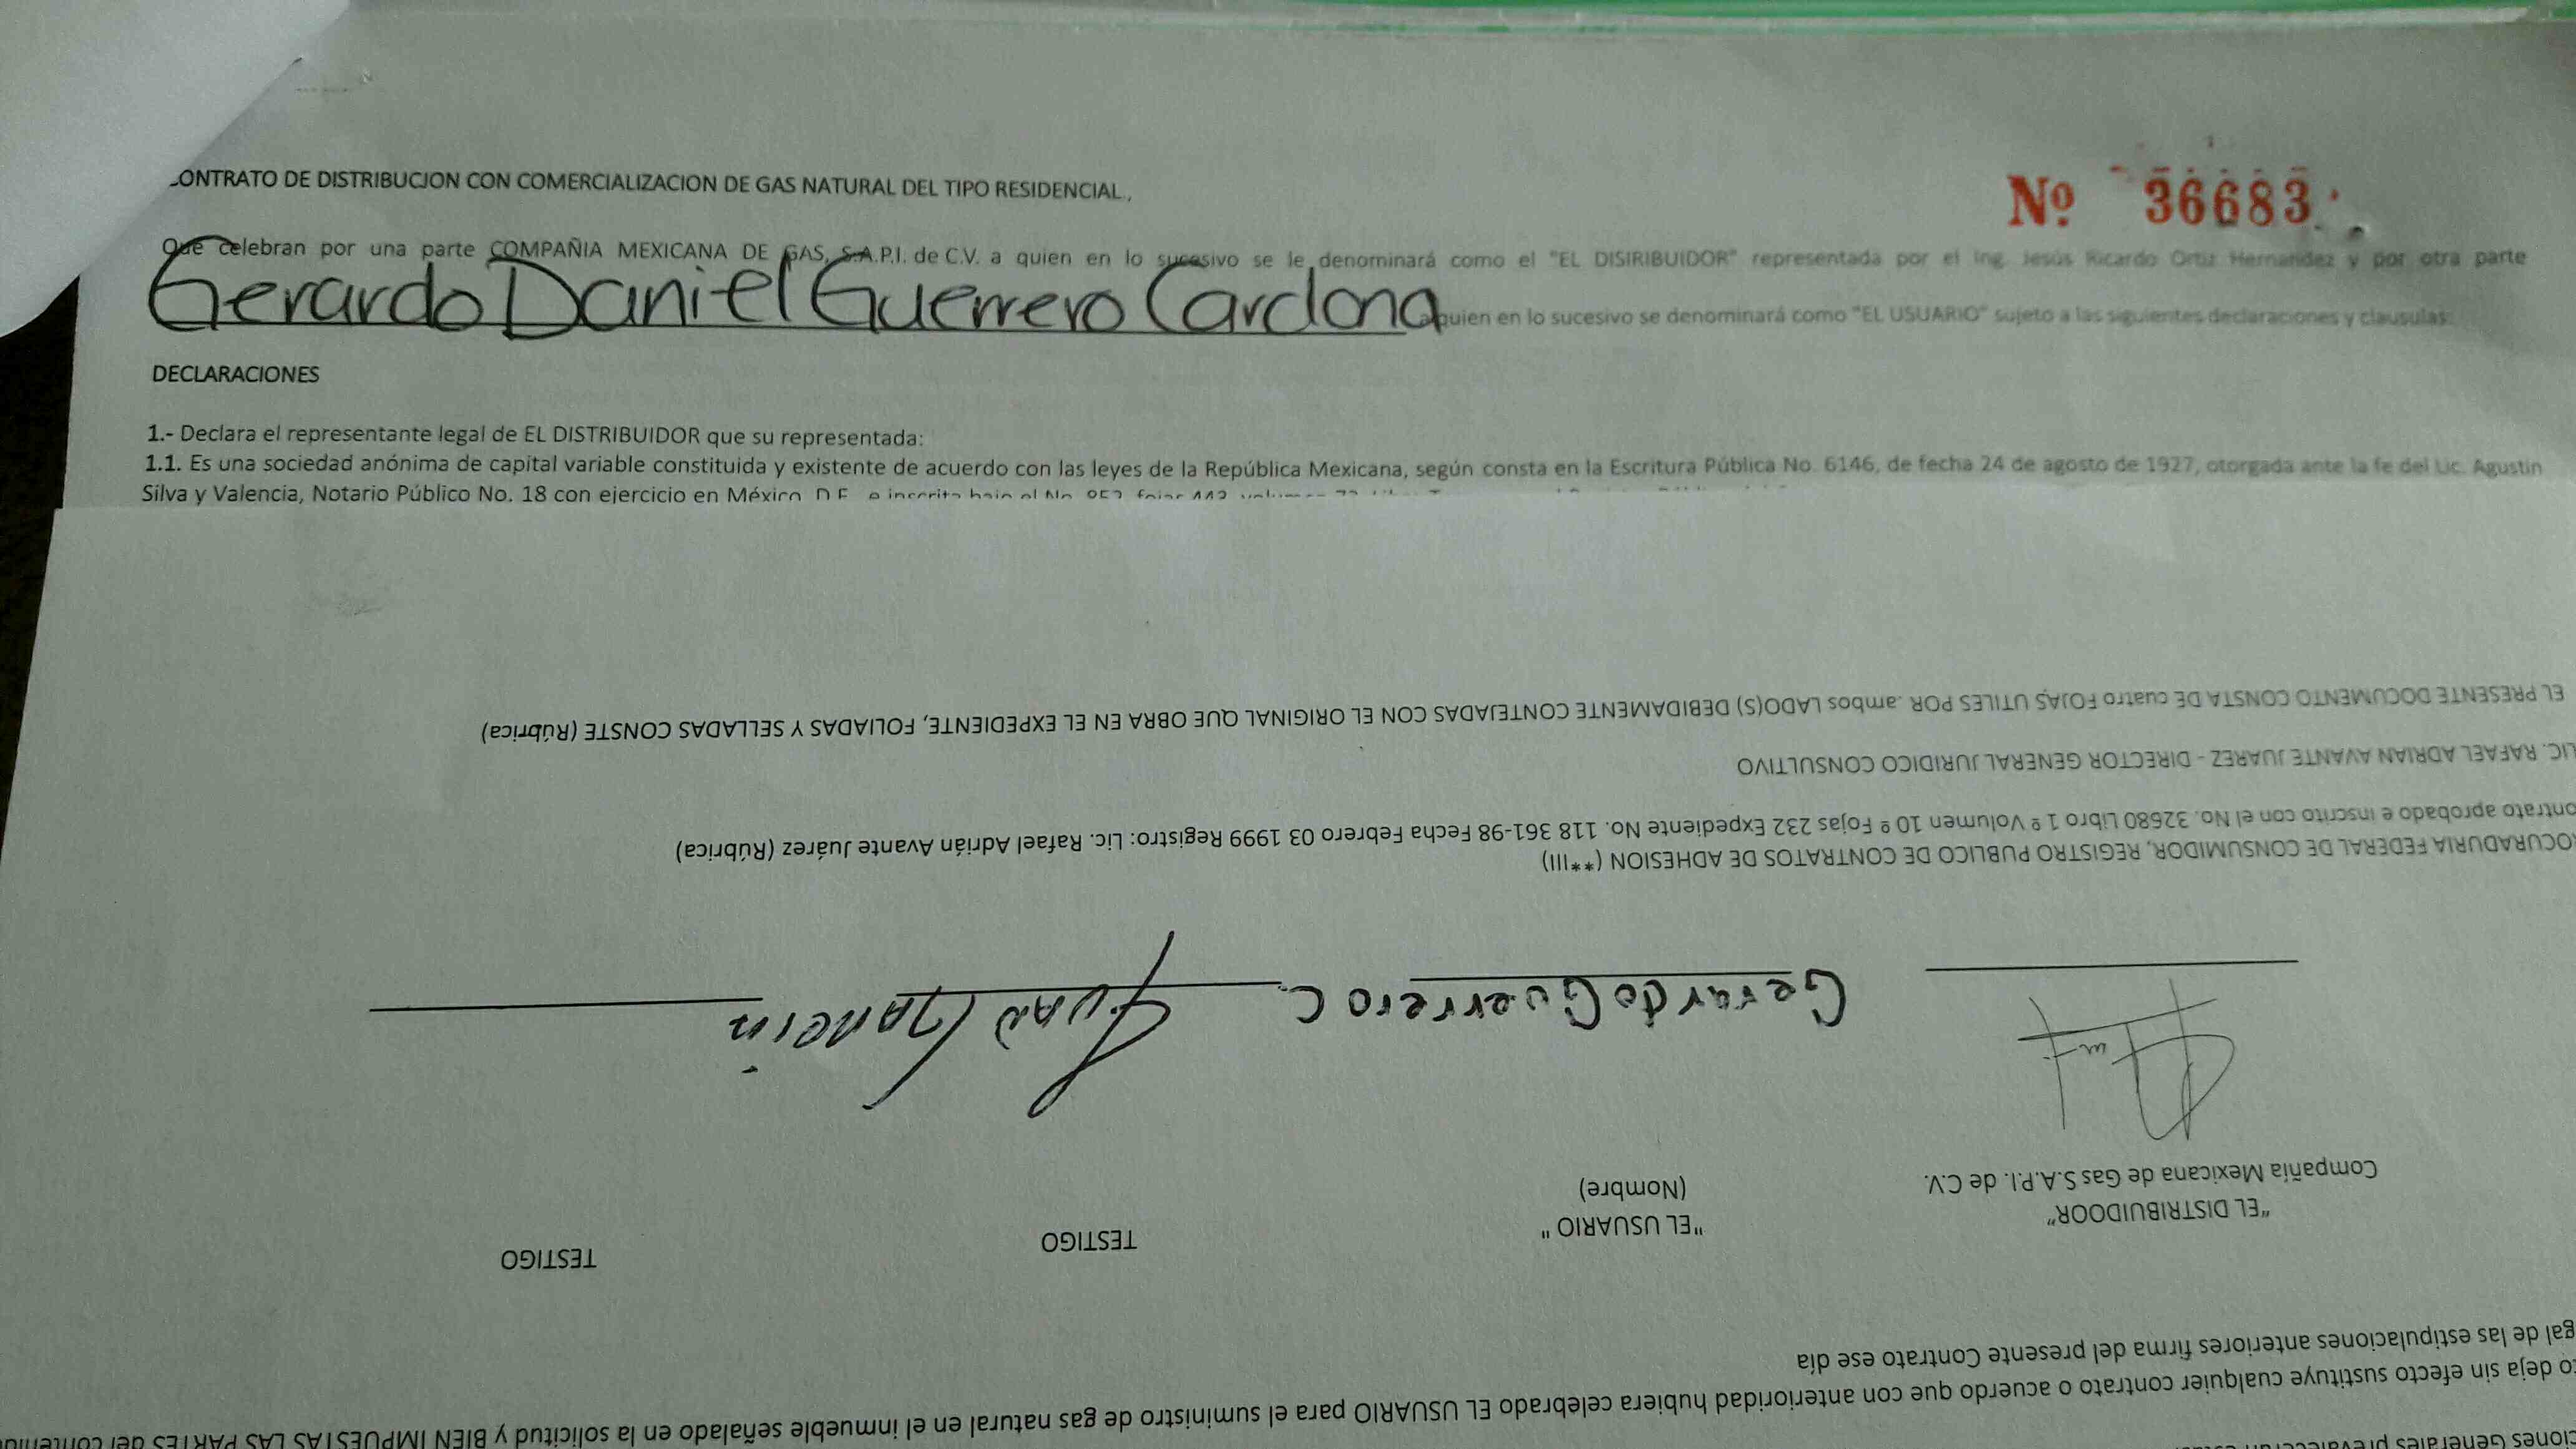 CONTRATO DE DISTRIBUCION CON COMERCIALIZACION DE GAS NATURAL DEL TIPO RESIDENCIAL,
Nº 36683
Que celebran por una parte COMPAÑIA MEXICANA DE GAS, S.A.P.I. de C.V. a quien en lo sucesivo se le denominará como el "EL DISIRIBUIDOR" representada por el Ing. Jesús Ricardo Ortiz Hernandez y por otra parte
Gerardo Daniel Guerrero Cardona a quien en lo sucesivo se denominará como "EL USUARIO" sujeto a las siguientes declaraciones y clausulas:
DECLARACIONES
1.- Declara el representante legal de EL DISTRIBUIDOR que su representada:
1.1. Es una sociedad anónima de capital variable constituida y existente de acuerdo con las leyes de la República Mexicana, según consta en la Escritura Pública No. 6146, de fecha 24 de agosto de 1927, otorgada ante la fe del Lic. Agustin
Silva y Valencia, Notario Público No. 18 con ejercicio en México, D.F.
ciones Generales prevalecerán
to deja sin efecto sustituye cualquier contrato o acuerdo que con anterioridad hubiera celebrado EL USUARIO para el suministro de gas natural en el inmueble señalado en la solicitud y BIEN IMPUESTAS LAS PARTES del contenido
gal de las estipulaciones anteriores firma del presente Contrato ese día
"EL DISTRIBUIDOOR"
Compañía Mexicana de Gas S.A.P.I. de C.V.
"EL USUARIO "
(Nombre)
TESTIGO
TESTIGO
Gerardo Guerrero C.
Juan Garcia
OCURADURIA FEDERAL DE CONSUMIDOR, REGISTRO PUBLICO DE CONTRATOS DE ADHESION (**III)
ontrato aprobado e inscrito con el No. 32680 Libro 1 º Volumen 10 º Fojas 232 Expediente No. 118 361-98 Fecha Febrero 03 1999 Registro: Lic. Rafael Adrián Avante Juárez (Rúbrica)
LIC. RAFAEL ADRIAN AVANTE JUAREZ - DIRECTOR GENERAL JURIDICO CONSULTIVO
EL PRESENTE DOCUMENTO CONSTA DE cuatro FOJAS UTILES POR .ambos LADO(S) DEBIDAMENTE CONTEJADAS CON EL ORIGINAL QUE OBRA EN EL EXPEDIENTE, FOLIADAS Y SELLADAS CONSTE (Rúbrica)